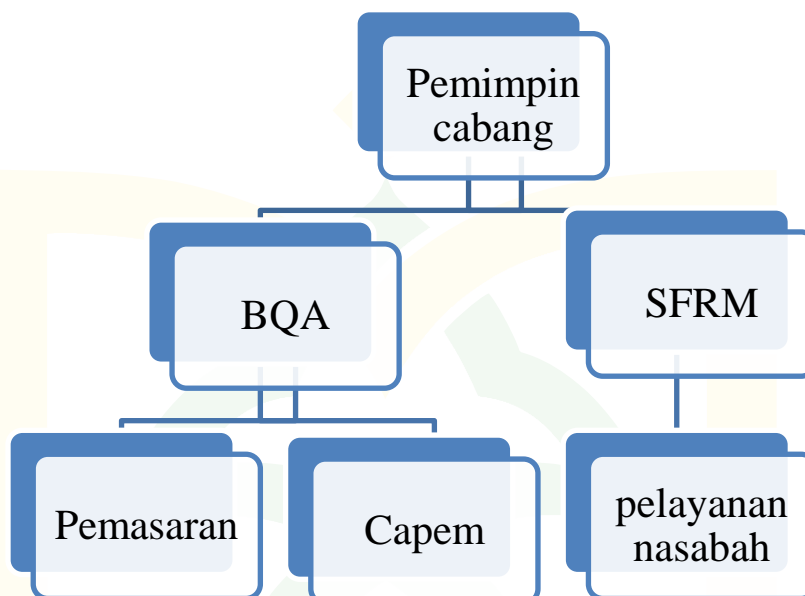 Pemimpin
cabang
BQA
SFRM
Pemasaran
Capem
pelayanan
nasabah